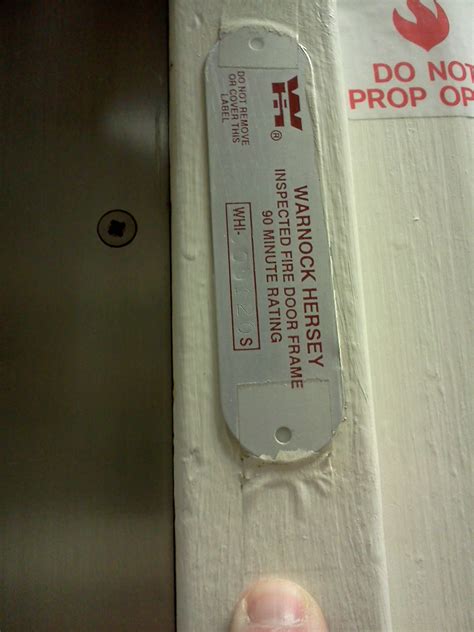 WH®
DO NOT REMOVE
OR COVER THIS
LABEL
WARNOCK HERSEY
INSPECTED FIRE DOOR FRAME
90 MINUTE RATING
WHI-
S
DO NOT
PROP OP